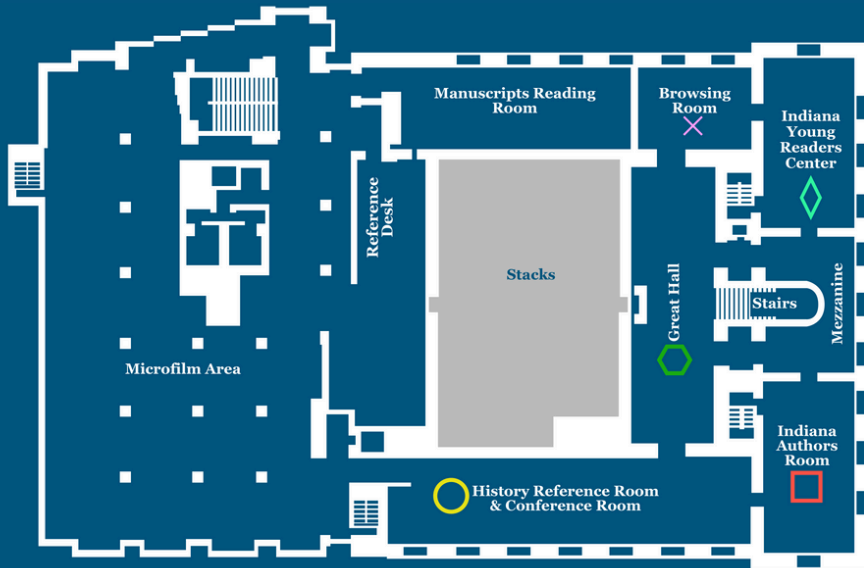 Manuscripts Reading
Room
Browsing
Room
Indiana
Young
Readers
Center
Reference
Desk
Stacks
Great Hall
Stairs
Mezzanine
Microfilm Area
Indiana
Authors
Room
History Reference Room
& Conference Room